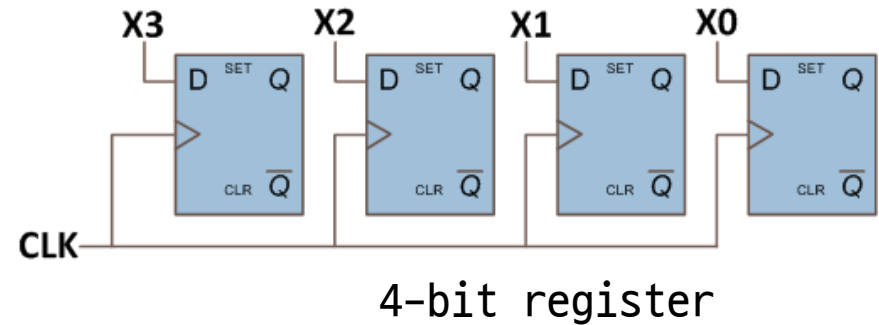 X3 X2 X1 X0
SET SET SET SET
D Q D Q D Q D Q
CLR Q̅ CLR Q̅ CLR Q̅ CLR Q̅
CLK
4-bit register